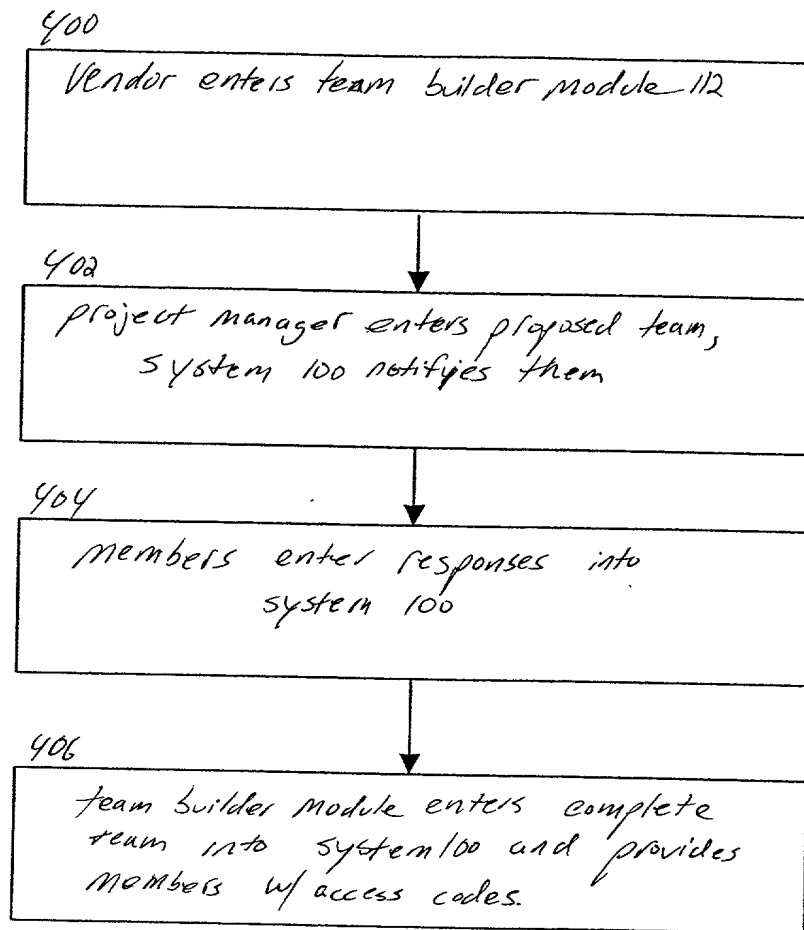 400
Vendor enters team builder module 112
402
project manager enters proposed team,
system 100 notifyies them
404
members enter responses into
system 100
406
team builder module enters complete
team into system 100 and provides
members w/ access codes.